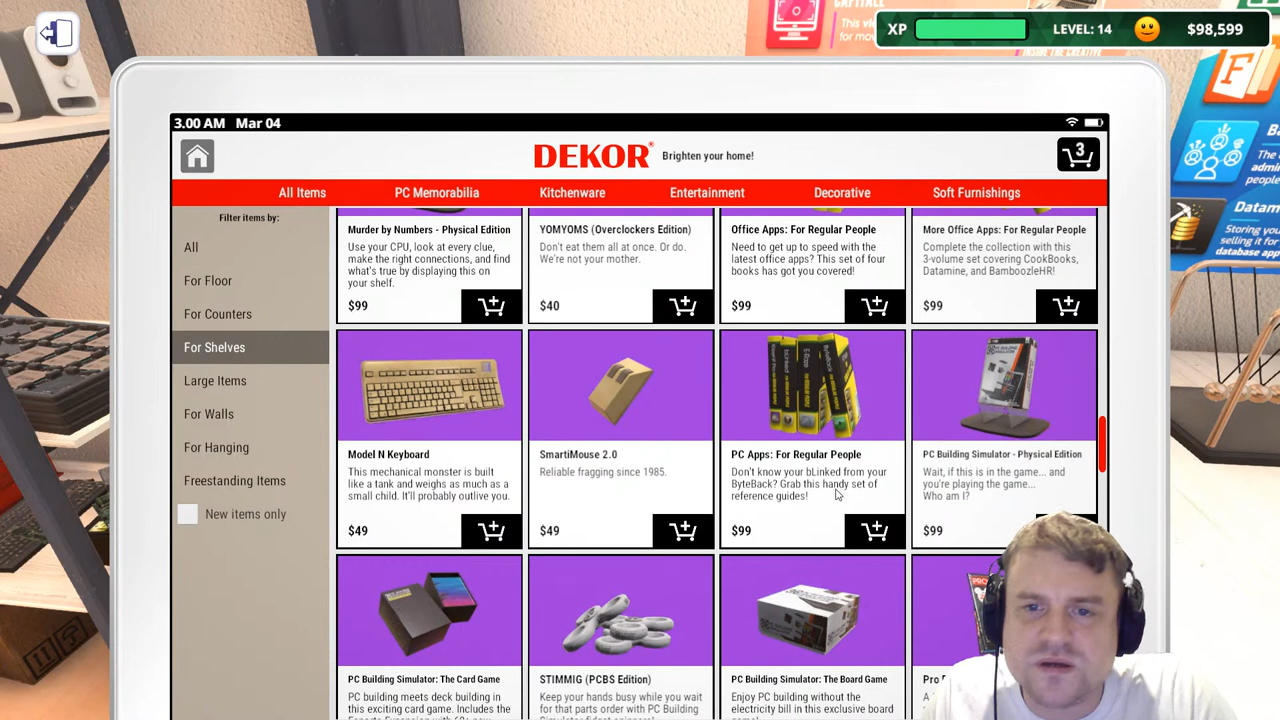 XP LEVEL: 14 $98,599
3.00 AM Mar 04
DEKOR® Brighten your home!
3
All Items PC Memorabilia Kitchenware Entertainment Decorative Soft Furnishings
Filter items by:
All
For Floor
For Counters
For Shelves
Large Items
For Walls
For Hanging
Freestanding Items
New items only
Murder by Numbers - Physical Edition
Use your CPU, look at every clue,
make the right connections, and find
what's true by displaying this on
your shelf.
$99
YOMYOMS (Overclockers Edition)
Don't eat them all at once. Or do.
We're not your mother.
$40
Office Apps: For Regular People
Need to get up to speed with the
latest office apps? This set of four
books has got you covered!
$99
More Office Apps: For Regular People
Complete the collection with this
3-volume set covering CookBooks,
Datamine, and BamboozleHR!
$99
Model N Keyboard
This mechanical monster is built
like a tank and weighs as much as a
small child. It'll probably outlive you.
$49
SmartiMouse 2.0
Reliable fragging since 1985.
$49
PC Apps: For Regular People
Don't know your bLinked from your
ByteBack? Grab this handy set of
reference guides!
$99
PC Building Simulator - Physical Edition
Wait, if this is in the game... and
you're playing the game...
Who am I?
$99
PC Building Simulator: The Card Game
PC building meets deck building in
this exciting card game. Includes the
STIMMIG (PCBS Edition)
Keep your hands busy while you wait
for that parts order with PC Building
PC Building Simulator: The Board Game
Enjoy PC building without the
electricity bill in this exclusive board